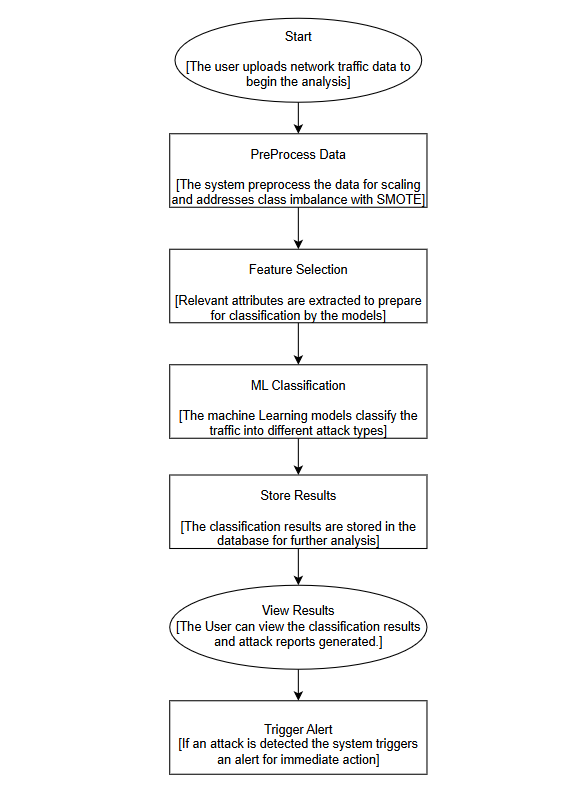 Start
[The user uploads network traffic data to
begin the analysis]
PreProcess Data
[The system preprocess the data for scaling
and addresses class imbalance with SMOTE]
Feature Selection
[Relevant attributes are extracted to prepare
for classification by the models]
ML Classification
[The machine Learning models classify the
traffic into different attack types]
Store Results
[The classification results are stored in the
database for further analysis]
View Results
[The User can view the classification results
and attack reports generated.]
Trigger Alert
[If an attack is detected the system triggers
an alert for immediate action]